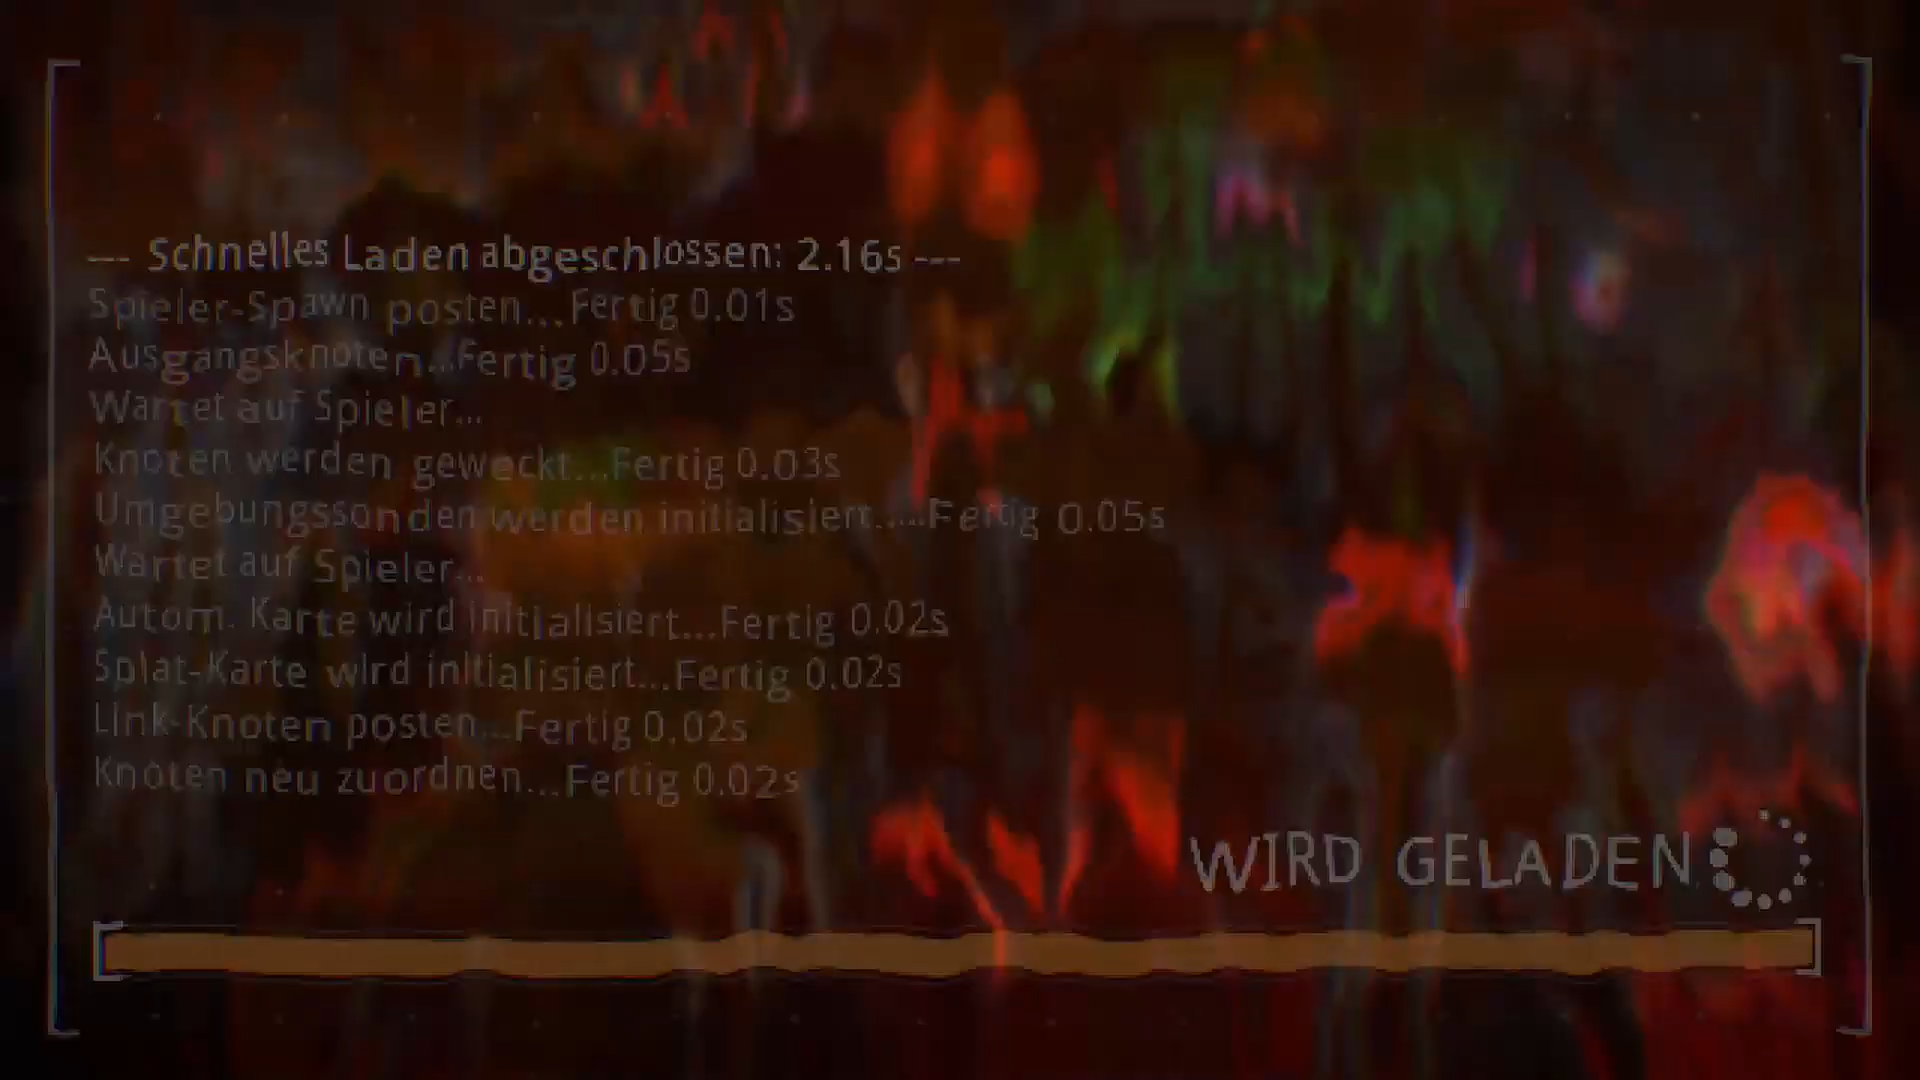 --- Schnelles Laden abgeschlossen: 2.16s ---
Spieler-Spawn posten...Fertig 0.01s
Ausgangsknoten...Fertig 0.05s
Wartet auf Spieler...
Knoten werden geweckt...Fertig 0.03s
Umgebungssonden werden initialisiert.....Fertig 0.05s
Wartet auf Spieler...
Autom. Karte wird initialisiert...Fertig 0.02s
Splat-Karte wird initialisiert...Fertig 0.02s
Link-Knoten posten...Fertig 0.02s
Knoten neu zuordnen...Fertig 0.02s
WIRD GELADEN